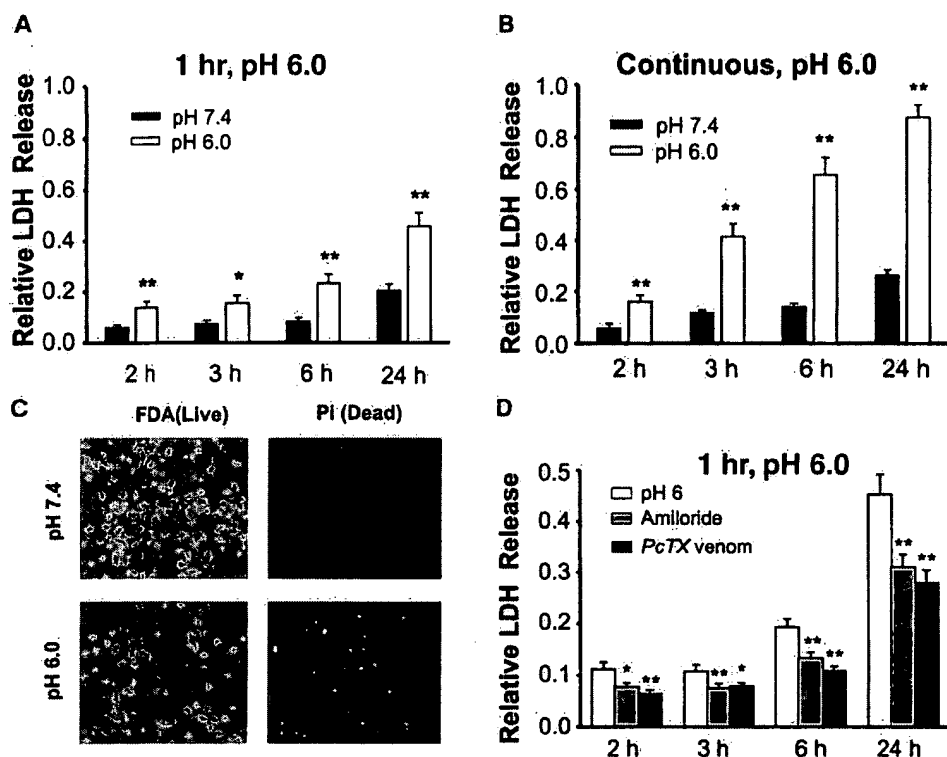 A
1 hr, pH 6.0
Relative LDH Release
1.0
0.8
0.6
0.4
0.2
0.0
pH 7.4
pH 6.0
**
*
**
**
2 h
3 h
6 h
24 h
B
Continuous, pH 6.0
Relative LDH Release
1.0
0.8
0.6
0.4
0.2
0.0
pH 7.4
pH 6.0
**
**
**
**
2 h
3 h
6 h
24 h
C
FDA(Live)
PI (Dead)
pH 7.4
pH 6.0
D
1 hr, pH 6.0
Relative LDH Release
0.5
0.4
0.3
0.2
0.1
0.0
pH 6
Amiloride
PcTX venom
*
**
**
*
**
**
**
**
2 h
3 h
6 h
24 h